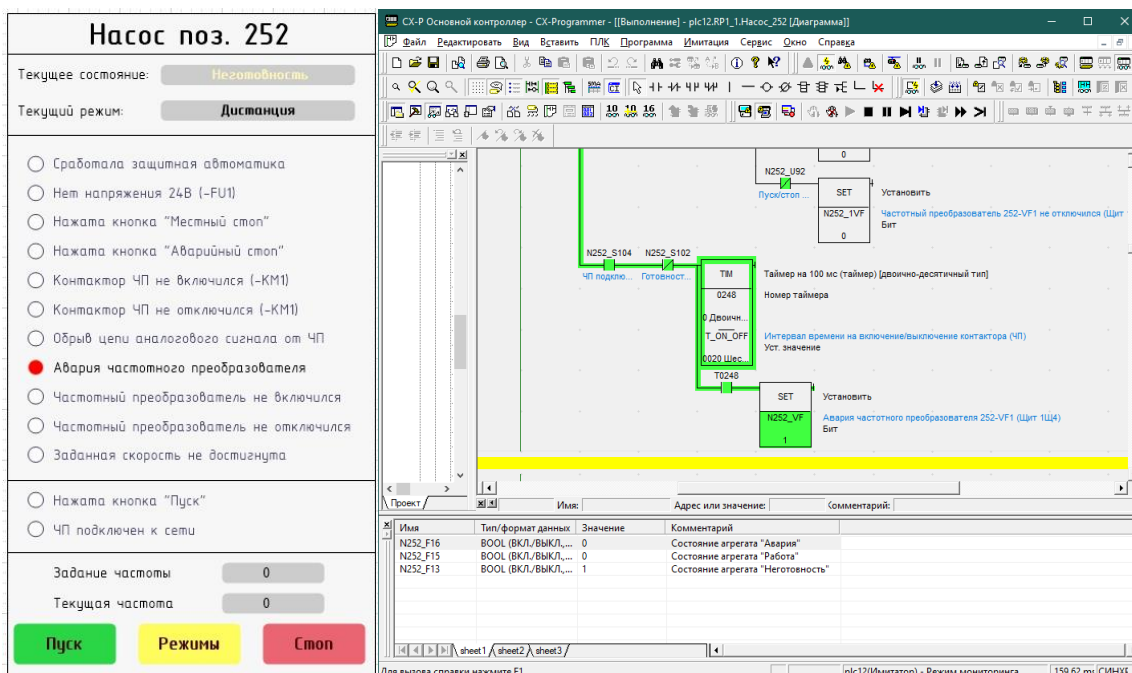 Насос поз. 252
Текущее состояние: Неготовность
Текущий режим: Дистанция
Сработала защитная автоматика
Нет напряжения 24В (-FU1)
Нажата кнопка "Местный стоп"
Нажата кнопка "Аварийный стоп"
Контактор ЧП не включился (-КМ1)
Контактор ЧП не отключился (-КМ1)
Обрыв цепи аналогового сигнала от ЧП
Авария частотного преобразователя
Частотный преобразователь не включился
Частотный преобразователь не отключился
Заданная скорость не достигнута
Нажата кнопка "Пуск"
ЧП подключен к сети
Задание частоты 0
Текущая частота 0
Пуск Режимы Стоп
CX-P Основной контроллер - CX-Programmer - [[Выполнение] - plc12.RP1_1.Насос_252 [Диаграмма]]
Файл Редактировать Вид Вставить ПЛК Программа Имитация Сервис Окно Справка
10 10 16
0
N252_U92
Пуск/стоп ...
SET Установить
N252_1VF Частотный преобразователь 252-VF1 не отключился (Щит
Бит
0
N252_S104 N252_S102
ЧП подклю... Готовност...
TIM Таймер на 100 мс (таймер) [двоично-десятичный тип]
0248 Номер таймера
0 Двоичн...
T_ON_OFF Интервал времени на включение/выключение контактора (ЧП)
Уст. значение
0020 Шес...
T0248
SET Установить
N252_VF Авария частотного преобразователя 252-VF1 (Щит 1Щ4)
Бит
1
Проект
Имя: Адрес или значение: Комментарий:
Имя Тип/формат данных Значение Комментарий
N252_F16 BOOL (ВКЛ./ВЫКЛ.,... 0 Состояние агрегата "Авария"
N252_F15 BOOL (ВКЛ./ВЫКЛ.,... 0 Состояние агрегата "Работа"
N252_F13 BOOL (ВКЛ./ВЫКЛ.,... 1 Состояние агрегата "Неготовность"
sheet1 sheet2 sheet3
Для вызова справки нажмите F1 plc12(Имитатор) - Режим мониторинга 159,62 мс